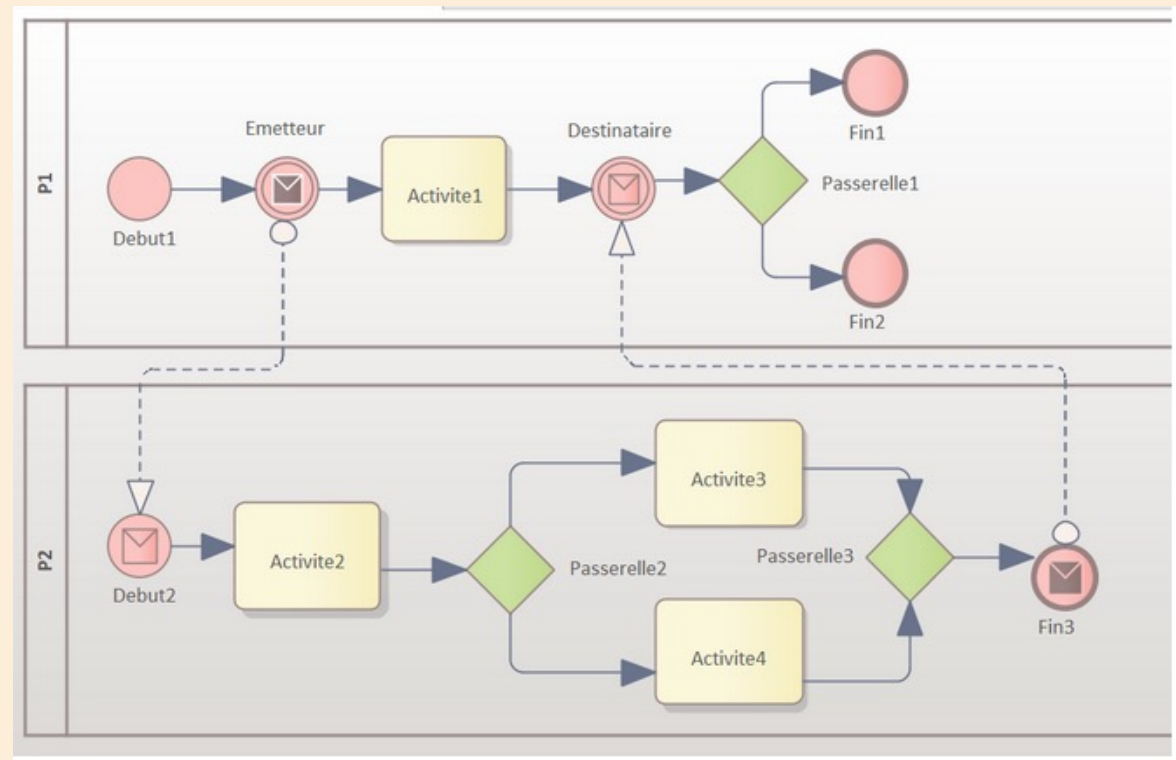 P1
Emetteur
Destinataire
Fin1
Activite1
Passerelle1
Debut1
Fin2
P2
Activite3
Activite2
Passerelle2
Passerelle3
Debut2
Fin3
Activite4